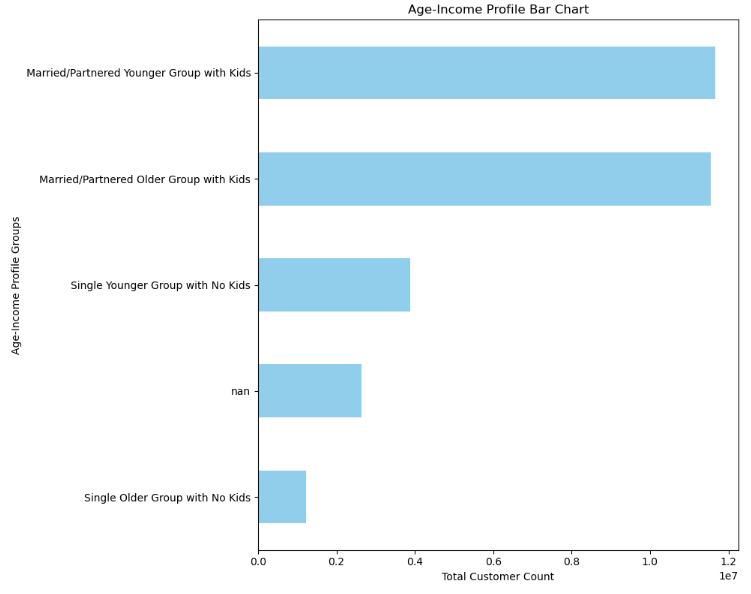 Age-Income Profile Bar Chart
Married/Partnered Younger Group with Kids
Married/Partnered Older Group with Kids
Single Younger Group with No Kids
nan
Single Older Group with No Kids
Age-Income Profile Groups
0.0 0.2 0.4 0.6 0.8 1.0 1.2
1e7
Total Customer Count